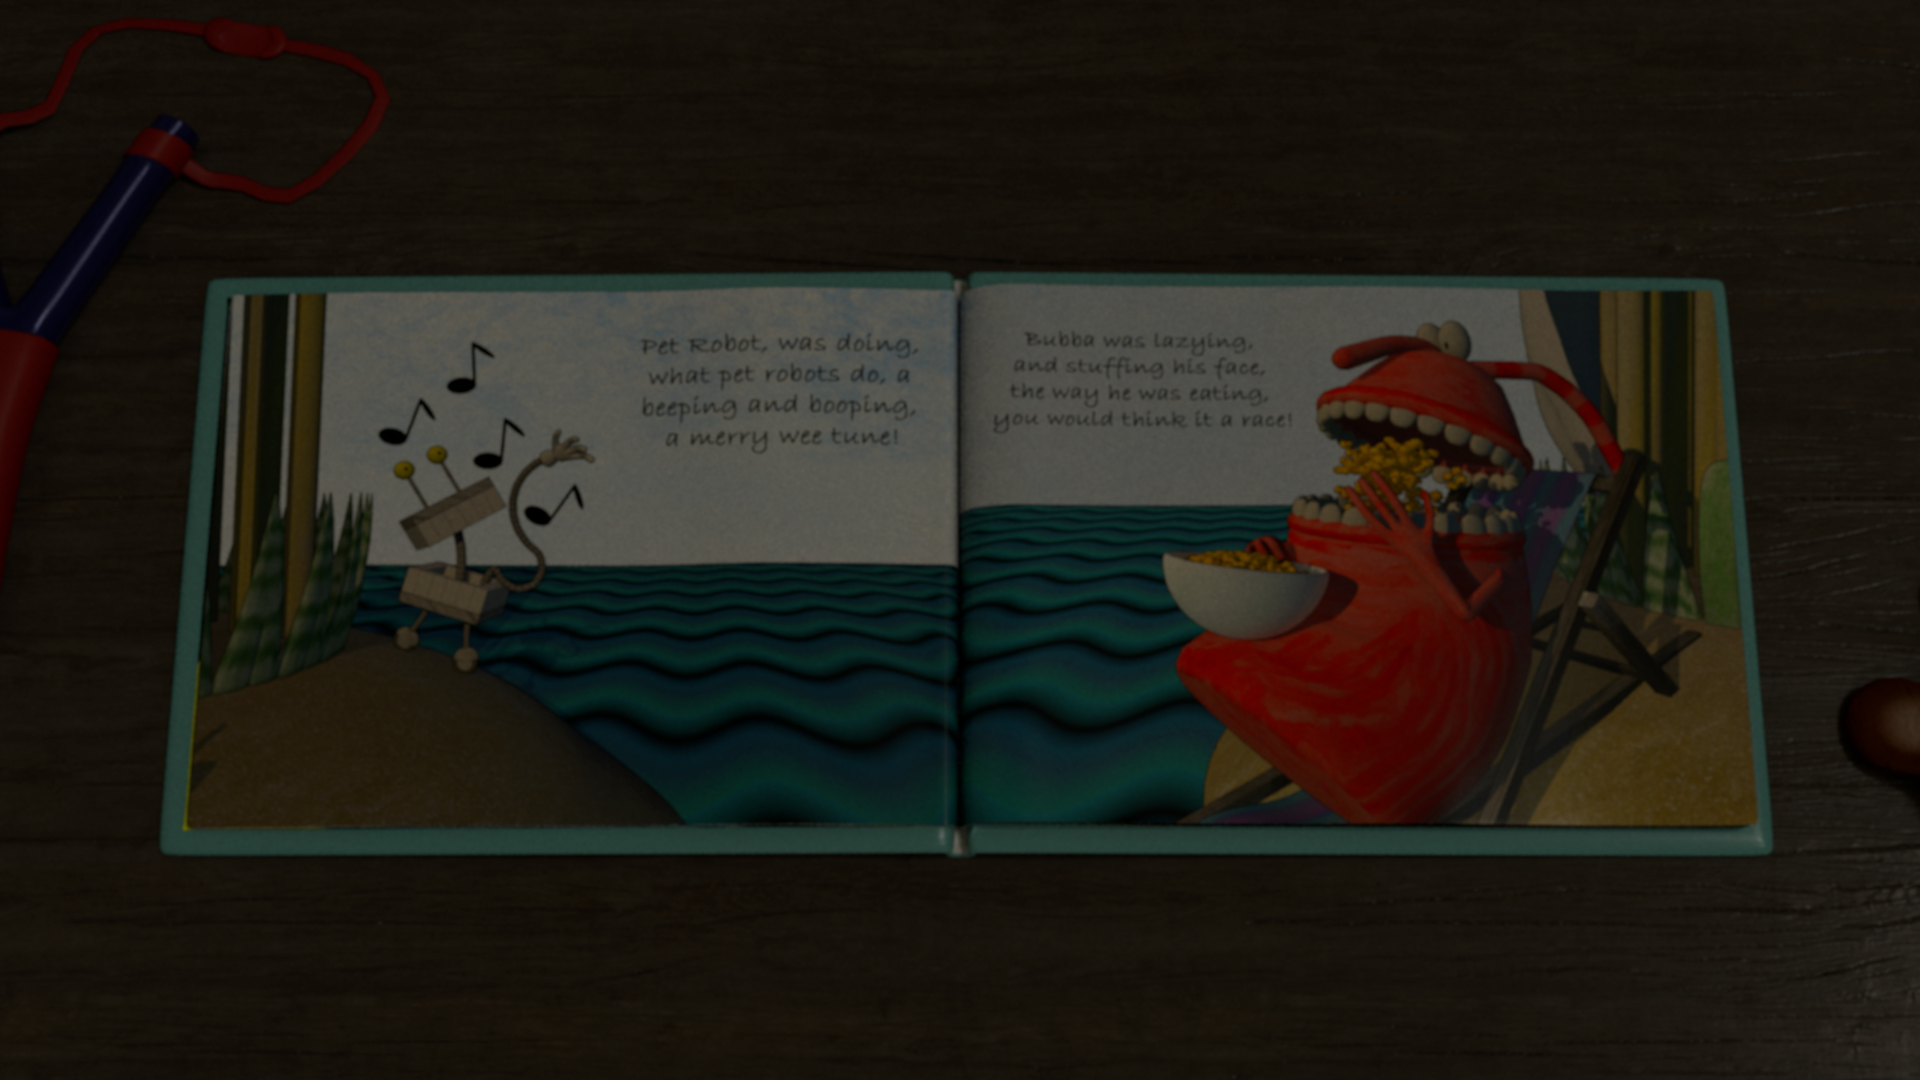 Pet Robot, was doing,
what pet robots do, a
beeping and booping,
a merry wee tune!
Bubba was lazying,
and stuffing his face,
the way he was eating,
you would think it a race!